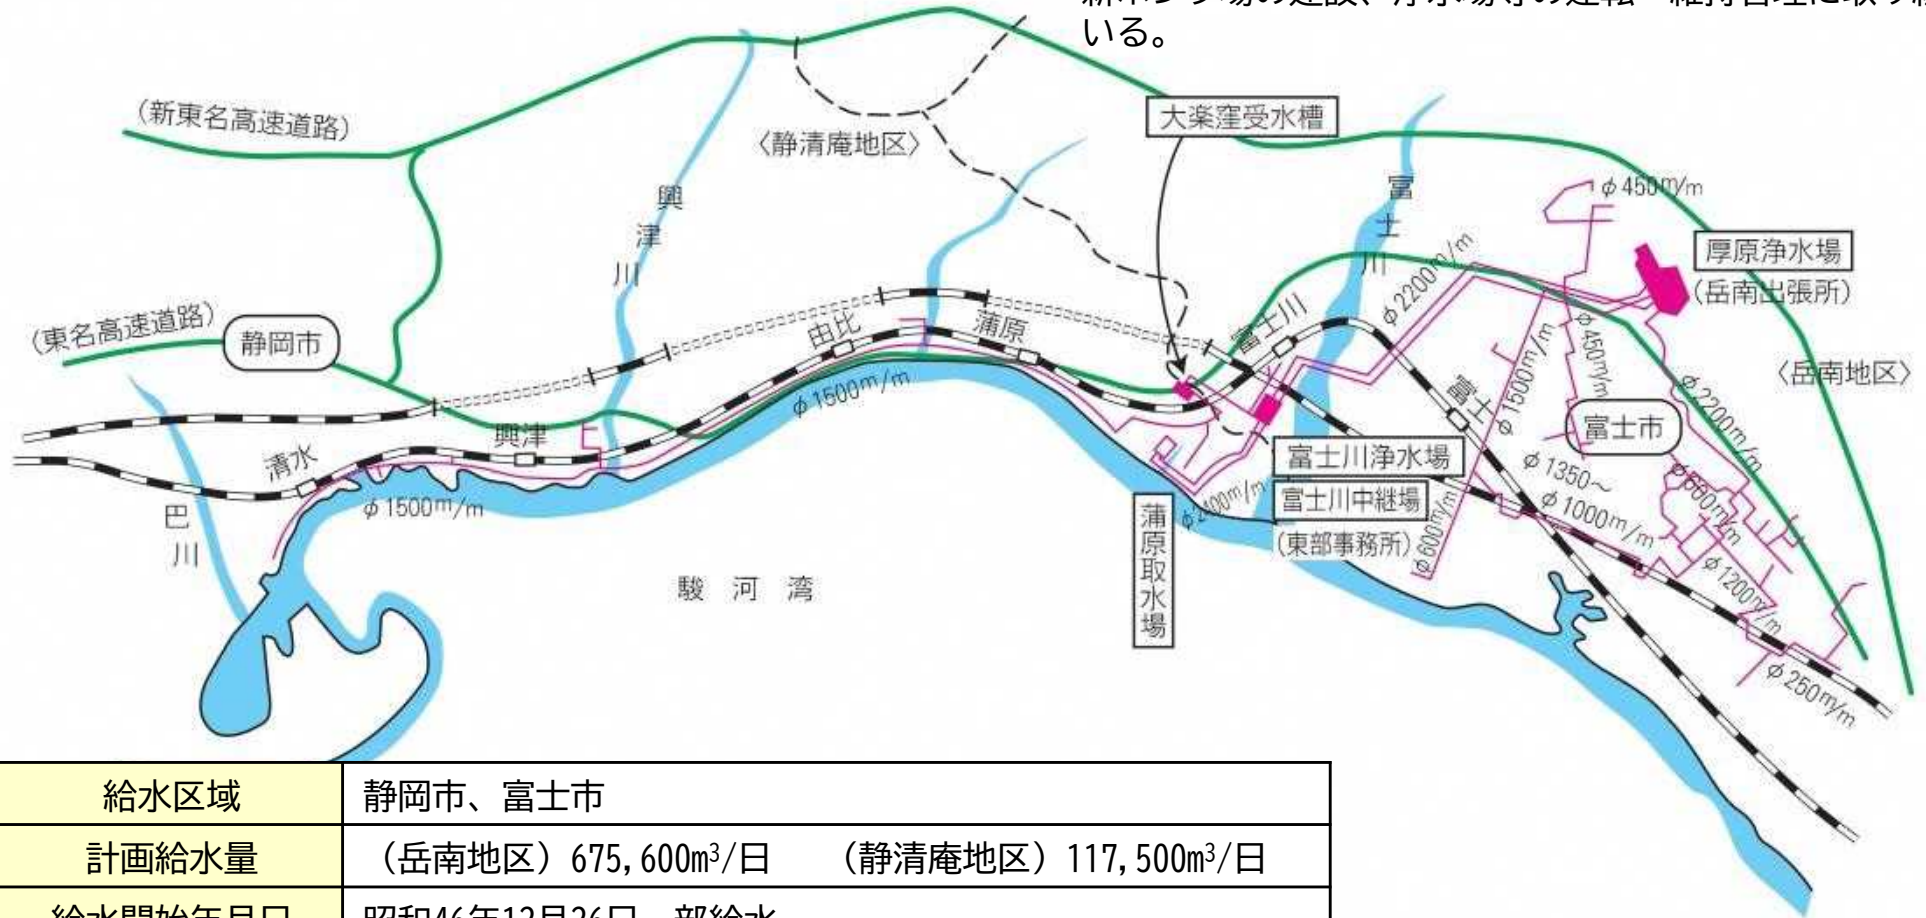 いる。
(新東名高速道路)
〈静清庵地区〉
大楽窪受水槽
興津川
富士川
φ450m/m
厚原浄水場
(岳南出張所)
φ2200m/m
(東名高速道路)
静岡市
由比
蒲原
富士川
φ1500m/m
φ450m/m
〈岳南地区〉
φ1500m/m
富士
φ2200m/m
富士市
清水
興津
富士川浄水場
φ1350～
φ1000m/m
φ600m/m
巴川
φ1500m/m
蒲原取水場
φ2400m/m
富士川中継場
(東部事務所)
φ600m/m
駿河湾
φ1200m/m
φ250m/m
給水区域 静岡市、富士市
計画給水量 (岳南地区)675,600m³/日 (静清庵地区)117,500m³/日